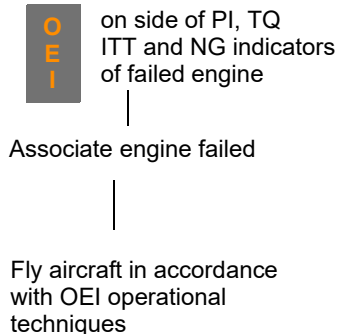 O
E
I
on side of PI, TQ
ITT and NG indicators
of failed engine
Associate engine failed
Fly aircraft in accordance
with OEI operational
techniques